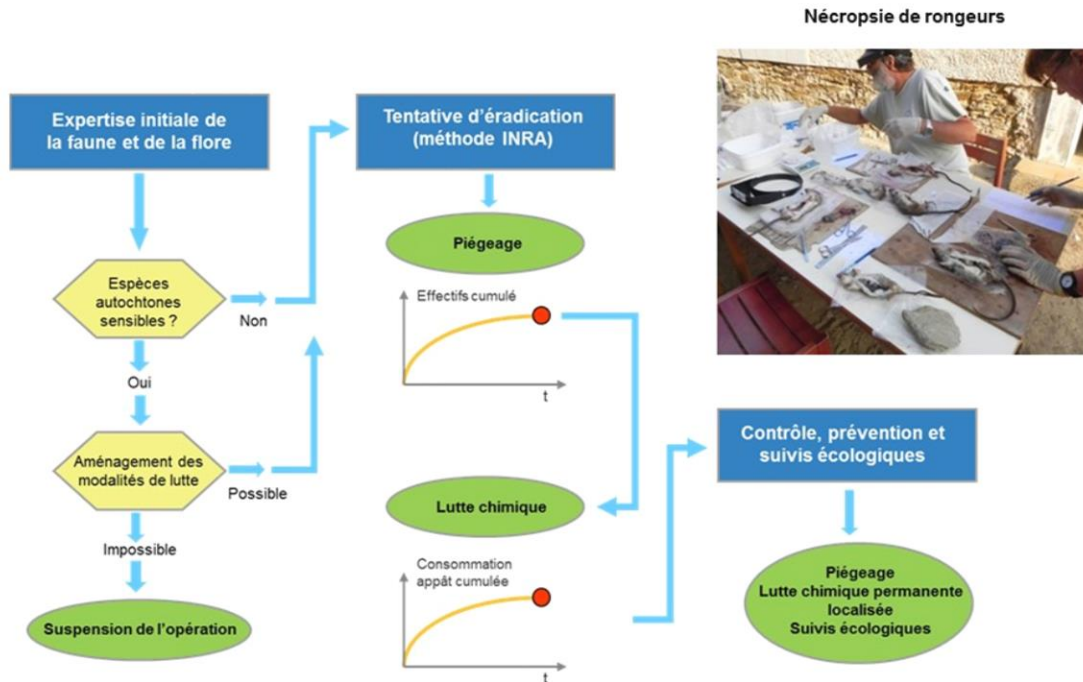 Nécropsie de rongeurs
Expertise initiale de
la faune et de la flore
Espèces
autochtones
sensibles ?
Non
Oui
Aménagement des
modalités de lutte
Possible
Impossible
Suspension de l'opération
Tentative d'éradication
(méthode INRA)
Piégeage
Effectifs cumulé
t
Lutte chimique
Consommation
appât cumulée
t
Contrôle, prévention et
suivis écologiques
Piégeage
Lutte chimique permanente
localisée
Suivis écologiques